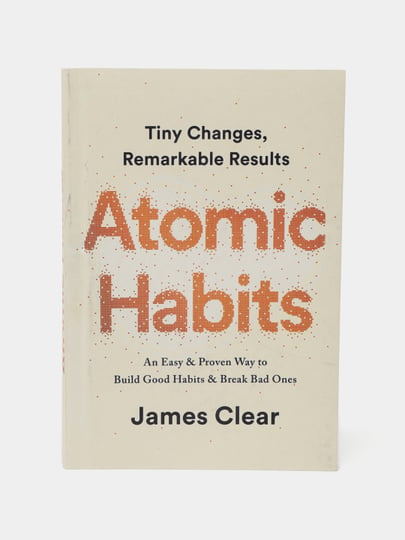 Tiny Changes,
Remarkable Results
Atomic
Habits
An Easy & Proven Way to
Build Good Habits & Break Bad Ones
James Clear